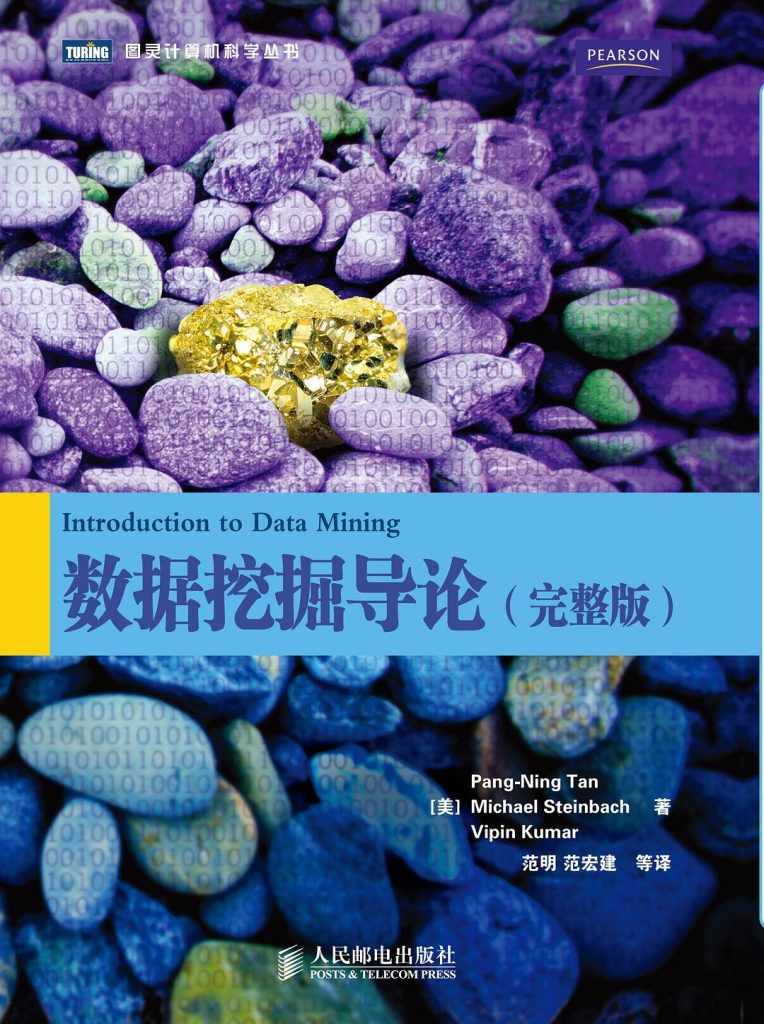 TURING
图灵计算机科学丛书
PEARSON
Introduction to Data Mining
数据挖掘导论（完整版）
Pang-Ning Tan
[美] Michael Steinbach 著
Vipin Kumar
范明 范宏建 等译
人民邮电出版社
POSTS & TELECOM PRESS